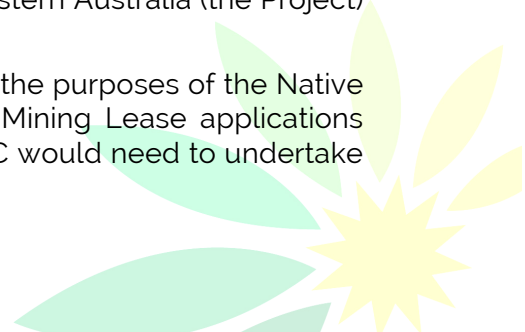 stern Australia (the Project)
the purposes of the Native
Mining Lease applications
C would need to undertake